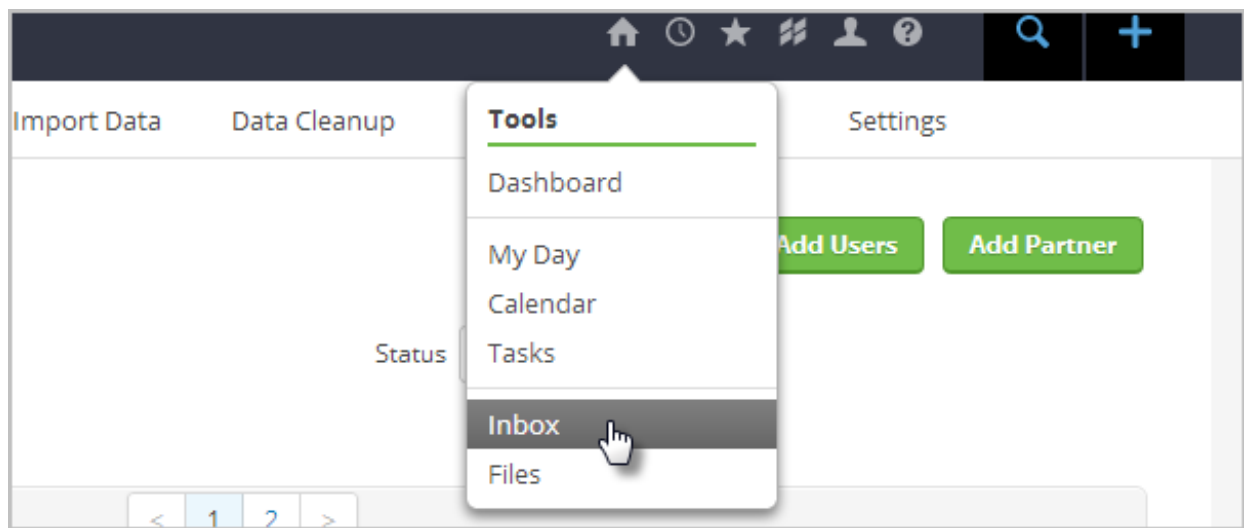 Import Data Data Cleanup Settings
Tools
Dashboard
My Day
Calendar
Tasks
Inbox
Files
Add Users Add Partner
Status
< 1 2 >